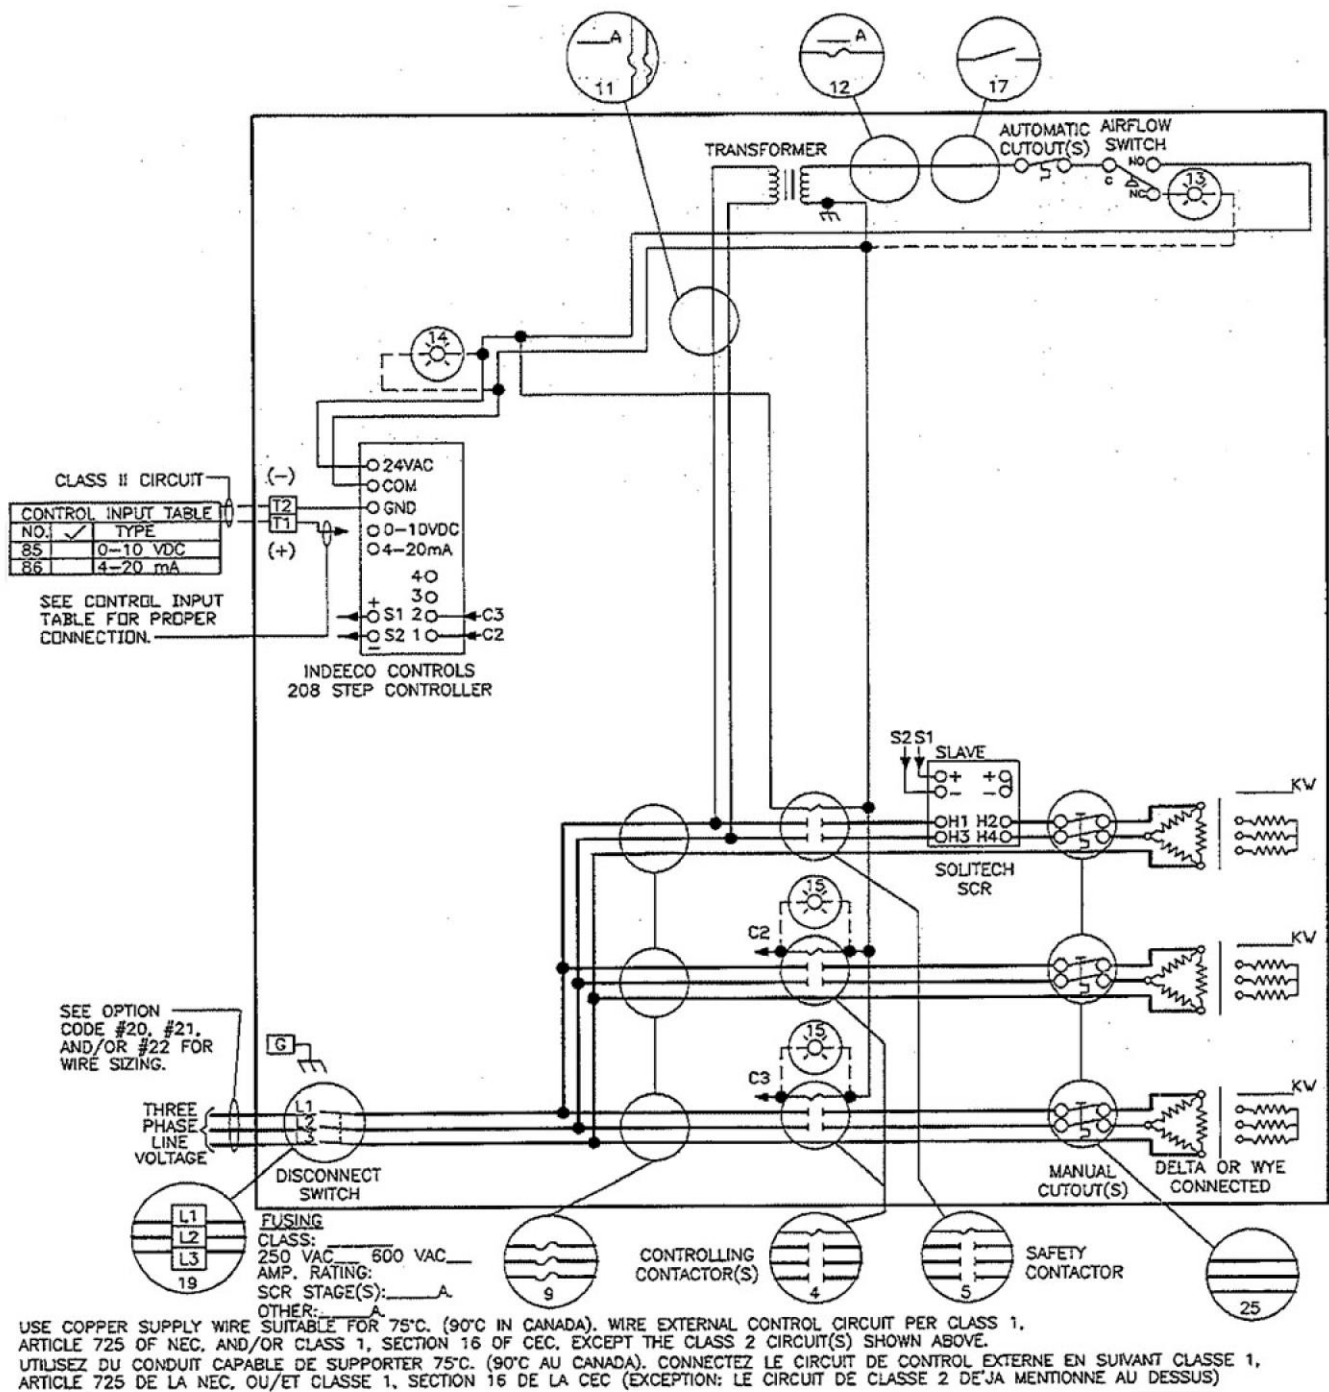 A
11
A
12
17
TRANSFORMER
AUTOMATIC
CUTOUT(S)
AIRFLOW
SWITCH
NO
C
NC
13
14
CLASS II CIRCUIT
(-)
T2
T1
(+)
CONTROL INPUT TABLE
NO. ✓ TYPE
85 0-10 VDC
86 4-20 mA
SEE CONTROL INPUT
TABLE FOR PROPER
CONNECTION.
24VAC
COM
GND
0-10VDC
4-20mA
4
3
+
S1 2 C3
S2 1 C2
-
INDEECO CONTROLS
208 STEP CONTROLLER
S2 S1
SLAVE
+ +
- -
H1 H2
H3 H4
SOLITECH
SCR
KW
15
C2
KW
15
C3
KW
SEE OPTION
CODE #20, #21,
AND/OR #22 FOR
WIRE SIZING.
G
THREE
PHASE
LINE
VOLTAGE
L1
2
3
DISCONNECT
SWITCH
MANUAL
CUTOUT(S)
DELTA OR WYE
CONNECTED
L1
L2
L3
19
FUSING
CLASS: ______
250 VAC___ 600 VAC___
AMP. RATING:
SCR STAGE(S):_____A.
OTHER:_____A.
9
CONTROLLING
CONTACTOR(S)
4
5
SAFETY
CONTACTOR
25
USE COPPER SUPPLY WIRE SUITABLE FOR 75°C. (90°C IN CANADA). WIRE EXTERNAL CONTROL CIRCUIT PER CLASS 1,
ARTICLE 725 OF NEC, AND/OR CLASS 1, SECTION 16 OF CEC, EXCEPT THE CLASS 2 CIRCUIT(S) SHOWN ABOVE.
UTILISEZ DU CONDUIT CAPABLE DE SUPPORTER 75°C. (90°C AU CANADA). CONNECTEZ LE CIRCUIT DE CONTROL EXTERNE EN SUIVANT CLASSE 1,
ARTICLE 725 DE LA NEC, OU/ET CLASSE 1, SECTION 16 DE LA CEC (EXCEPTION: LE CIRCUIT DE CLASSE 2 DE'JA MENTIONNE AU DESSUS)